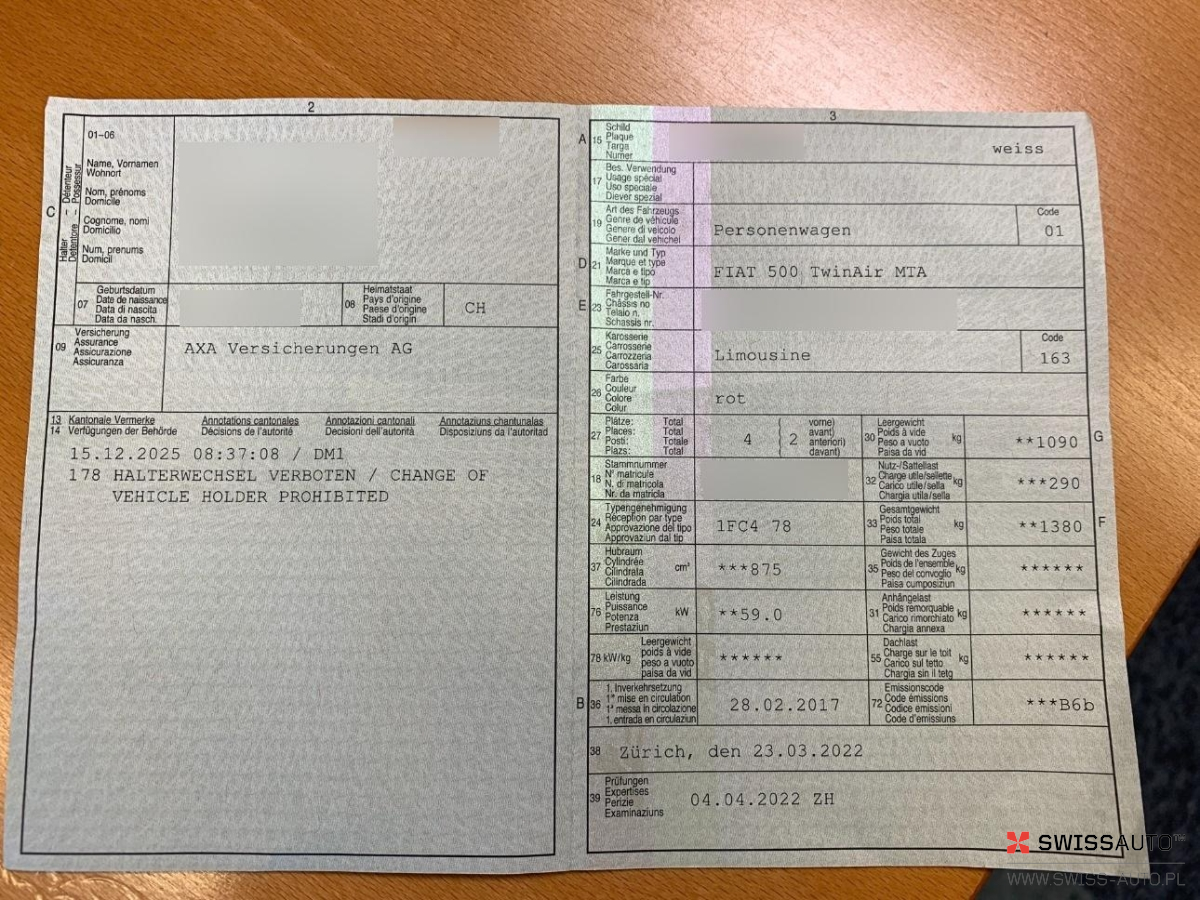 2
01-06
C
Halter - Détenteur
Detentore - Possessur
Name, Vornamen
Wohnort
Nom, prénoms
Domicile
Cognome, nomi
Domicilio
Num, prenums
Domicil
07
Geburtsdatum
Date de naissance
Data di nascita
Data da nasch.
08
Heimatstaat
Pays d'origine
Paese d'origine
Stadi d'origin
CH
09
Versicherung
Assurance
Assicurazione
Assicuranza
AXA Versicherungen AG
13 Kantonale Vermerke Annotations cantonales Annotazioni cantonali Annotaziuns chantunalas
14 Verfügungen der Behörde Décisions de l'autorité Decisioni dell'autorità Disposiziuns da l'autoritad
15.12.2025 08:37:08 / DM1
178 HALTERWECHSEL VERBOTEN / CHANGE OF
VEHICLE HOLDER PROHIBITED
3
A 15
Schild
Plaque
Targa
Numer
weiss
17
Bes. Verwendung
Usage spécial
Uso speciale
Diever spezial
19
Art des Fahrzeugs
Genre de véhicule
Genere di veicolo
Gener dal vehichel
Personenwagen
Code
01
D 21
Marke und Typ
Marque et type
Marca e tipo
Marca e tip
FIAT 500 TwinAir MTA
E 23
Fahrgestell-Nr.
Châssis no
Telaio n.
Schassis nr.
25
Karosserie
Carrosserie
Carrozzeria
Carossaria
Limousine
Code
163
26
Farbe
Couleur
Colore
Colur
rot
27
Plätze: Total
Places: Total
Posti: Totale
Plazs: Total
4
2
vorne)
avant)
anteriori)
davant)
30
Leergewicht
Poids à vide
Peso a vuoto
Paisa da vid
kg
**1090
G
18
Stammnummer
N° matricule
N. di matricola
Nr. da matricla
32
Nutz-/Sattellast
Charge utile/sellette
Carico utile/sella
Chargia utila/sella
kg
***290
24
Typengenehmigung
Réception par type
Approvazione del tipo
Approvaziun dal tip
1FC4 78
33
Gesamtgewicht
Poids total
Peso totale
Paisa totala
kg
**1380
F
37
Hubraum
Cylindrée
Cilindrata
Cilindrada
cm³
***875
35
Gewicht des Zuges
Poids de l'ensemble
Peso del convoglio
Paisa cumposiziun
kg
******
76
Leistung
Puissance
Potenza
Prestaziun
kW
**59.0
31
Anhängelast
Poids remorquable
Carico rimorchiato
Chargia annexa
kg
******
78 kW/kg
Leergewicht
poids à vide
peso a vuoto
paisa da vid
******
55
Dachlast
Charge sur le toit
Carico sul tetto
Chargia sin il tetg
kg
******
B 36
1. Inverkehrsetzung
1re mise en circulation
1a messa in circolazione
1. entrada en circulaziun
28.02.2017
72
Emissionscode
Code émissions
Codice emissioni
Code d'emissiuns
***B6b
38
Zürich, den 23.03.2022
39
Prüfungen
Expertises
Perizie
Examinaziuns
04.04.2022 ZH
SWISSAUTO
WWW.SWISS-AUTO.PL